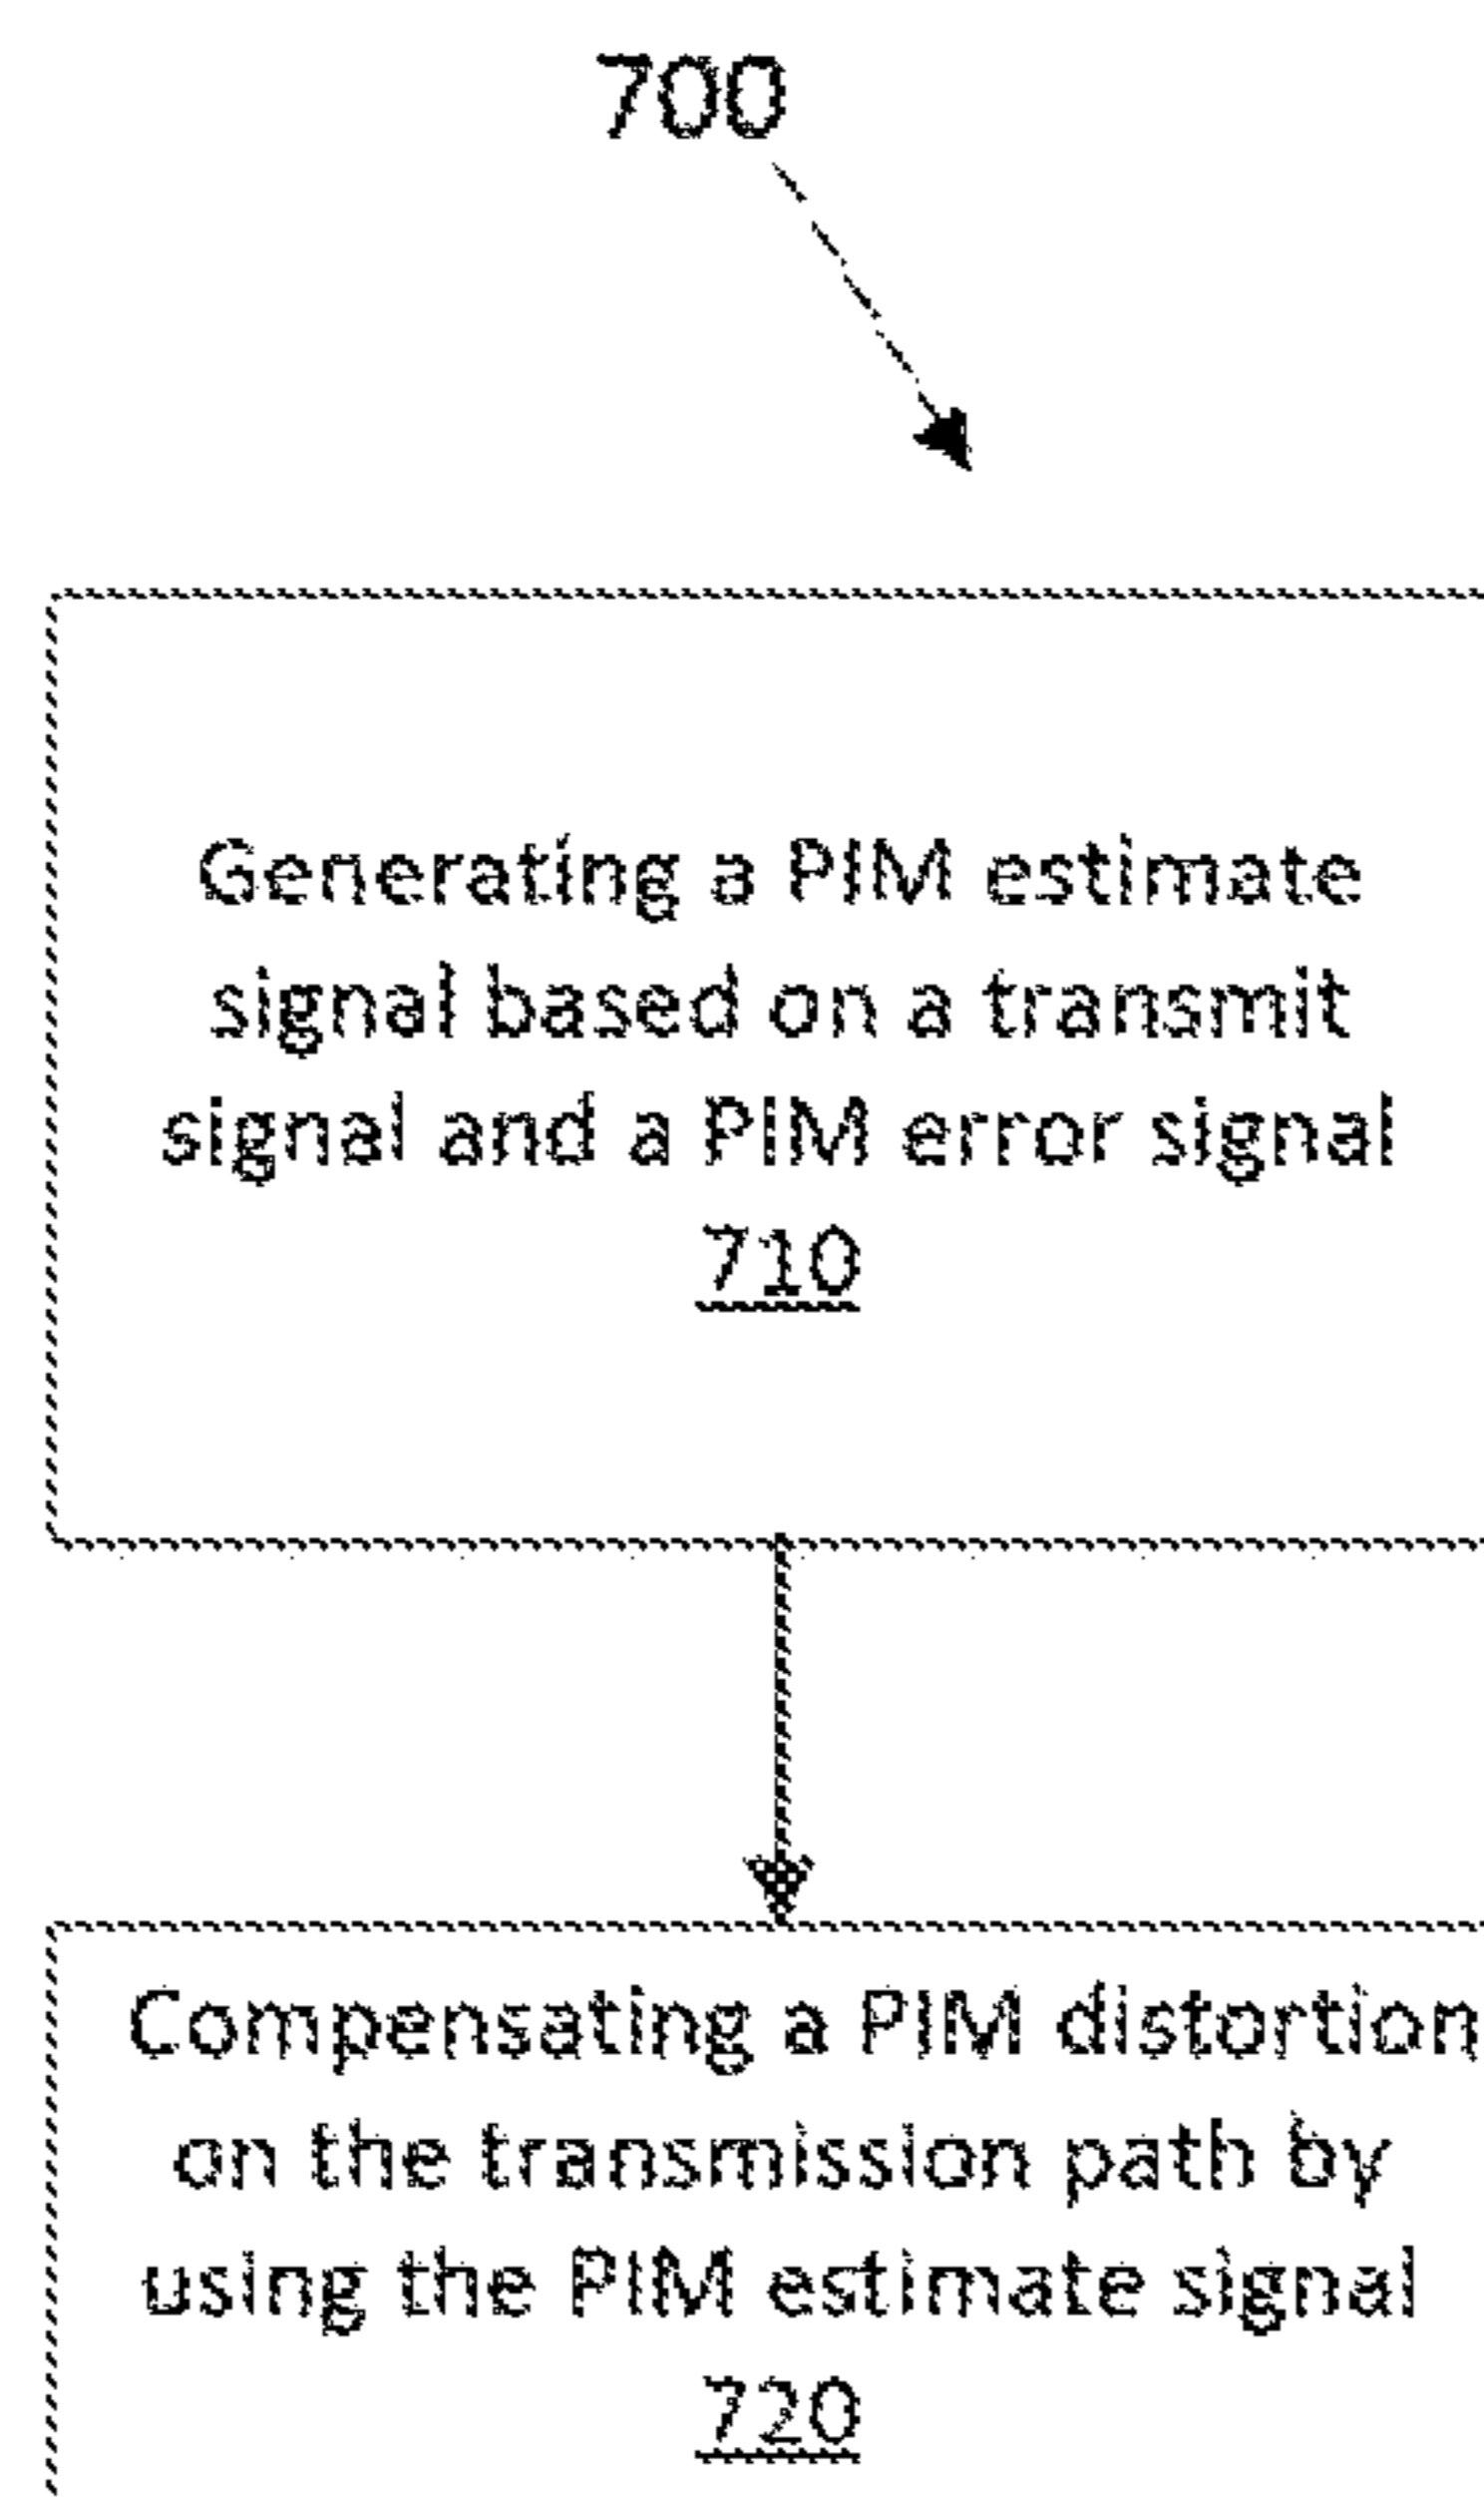 700
Generating a PIM estimate
signal based on a transmit
signal and a PIM error signal
710
Compensating a PIM distortion
on the transmission path by
using the PIM estimate signal
720